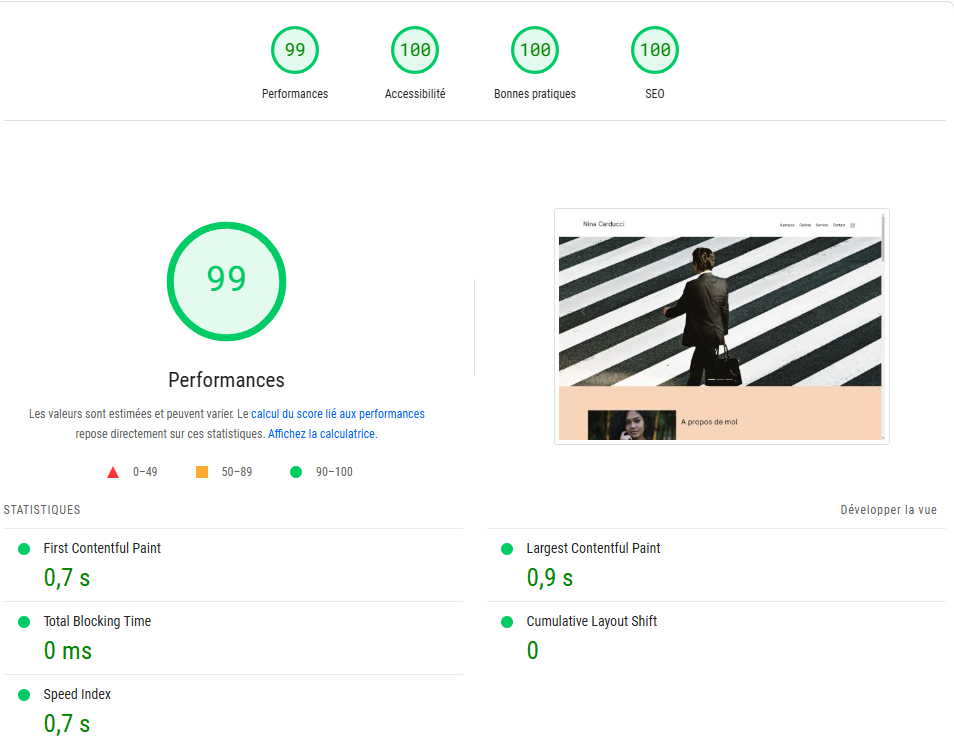 99
100
100
100
Performances
Accessibilité
Bonnes pratiques
SEO
99
Performances
Les valeurs sont estimées et peuvent varier. Le calcul du score lié aux performances
repose directement sur ces statistiques. Affichez la calculatrice.
0–49
50–89
90–100
Nina Carducci
A propos
Galerie
Services
Contact
A propos de moi
STATISTIQUES
Développer la vue
First Contentful Paint
0,7 s
Largest Contentful Paint
0,9 s
Total Blocking Time
0 ms
Cumulative Layout Shift
0
Speed Index
0,7 s